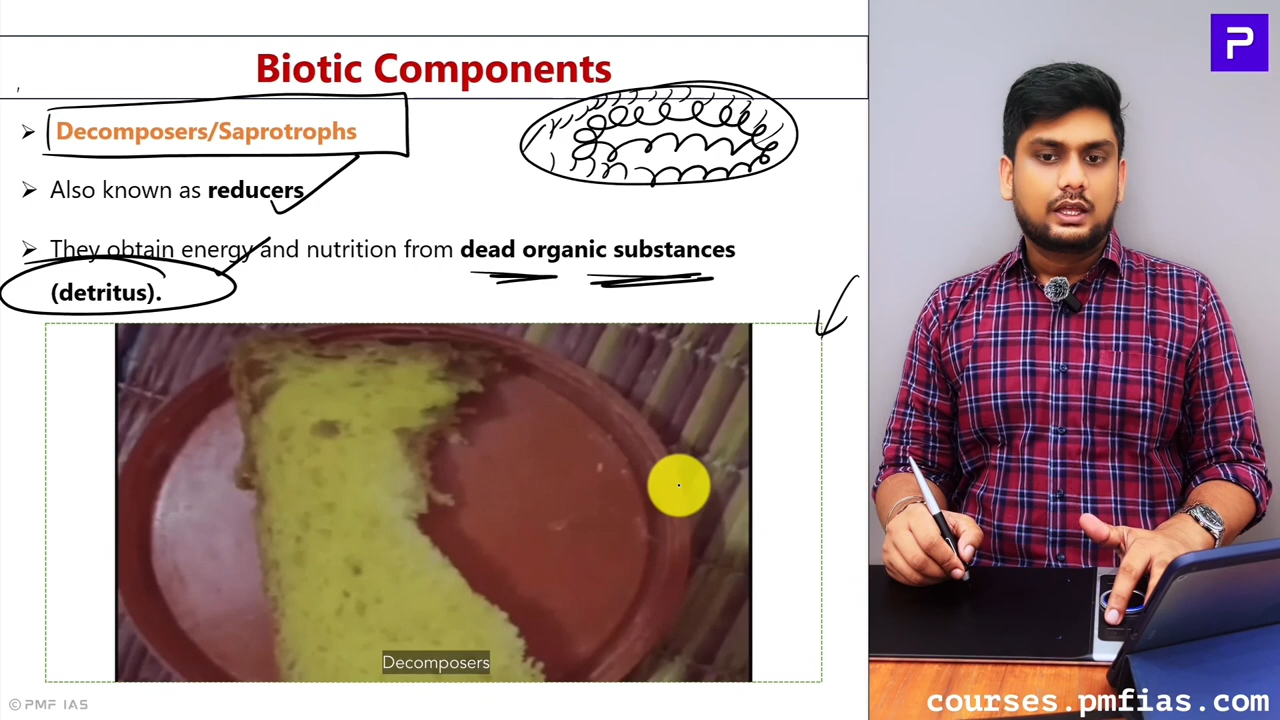 P
Biotic Components
Decomposers/Saprotrophs
Also known as reducers
They obtain energy and nutrition from dead organic substances
(detritus).
Decomposers
© PMF IAS
courses.pmfias.com